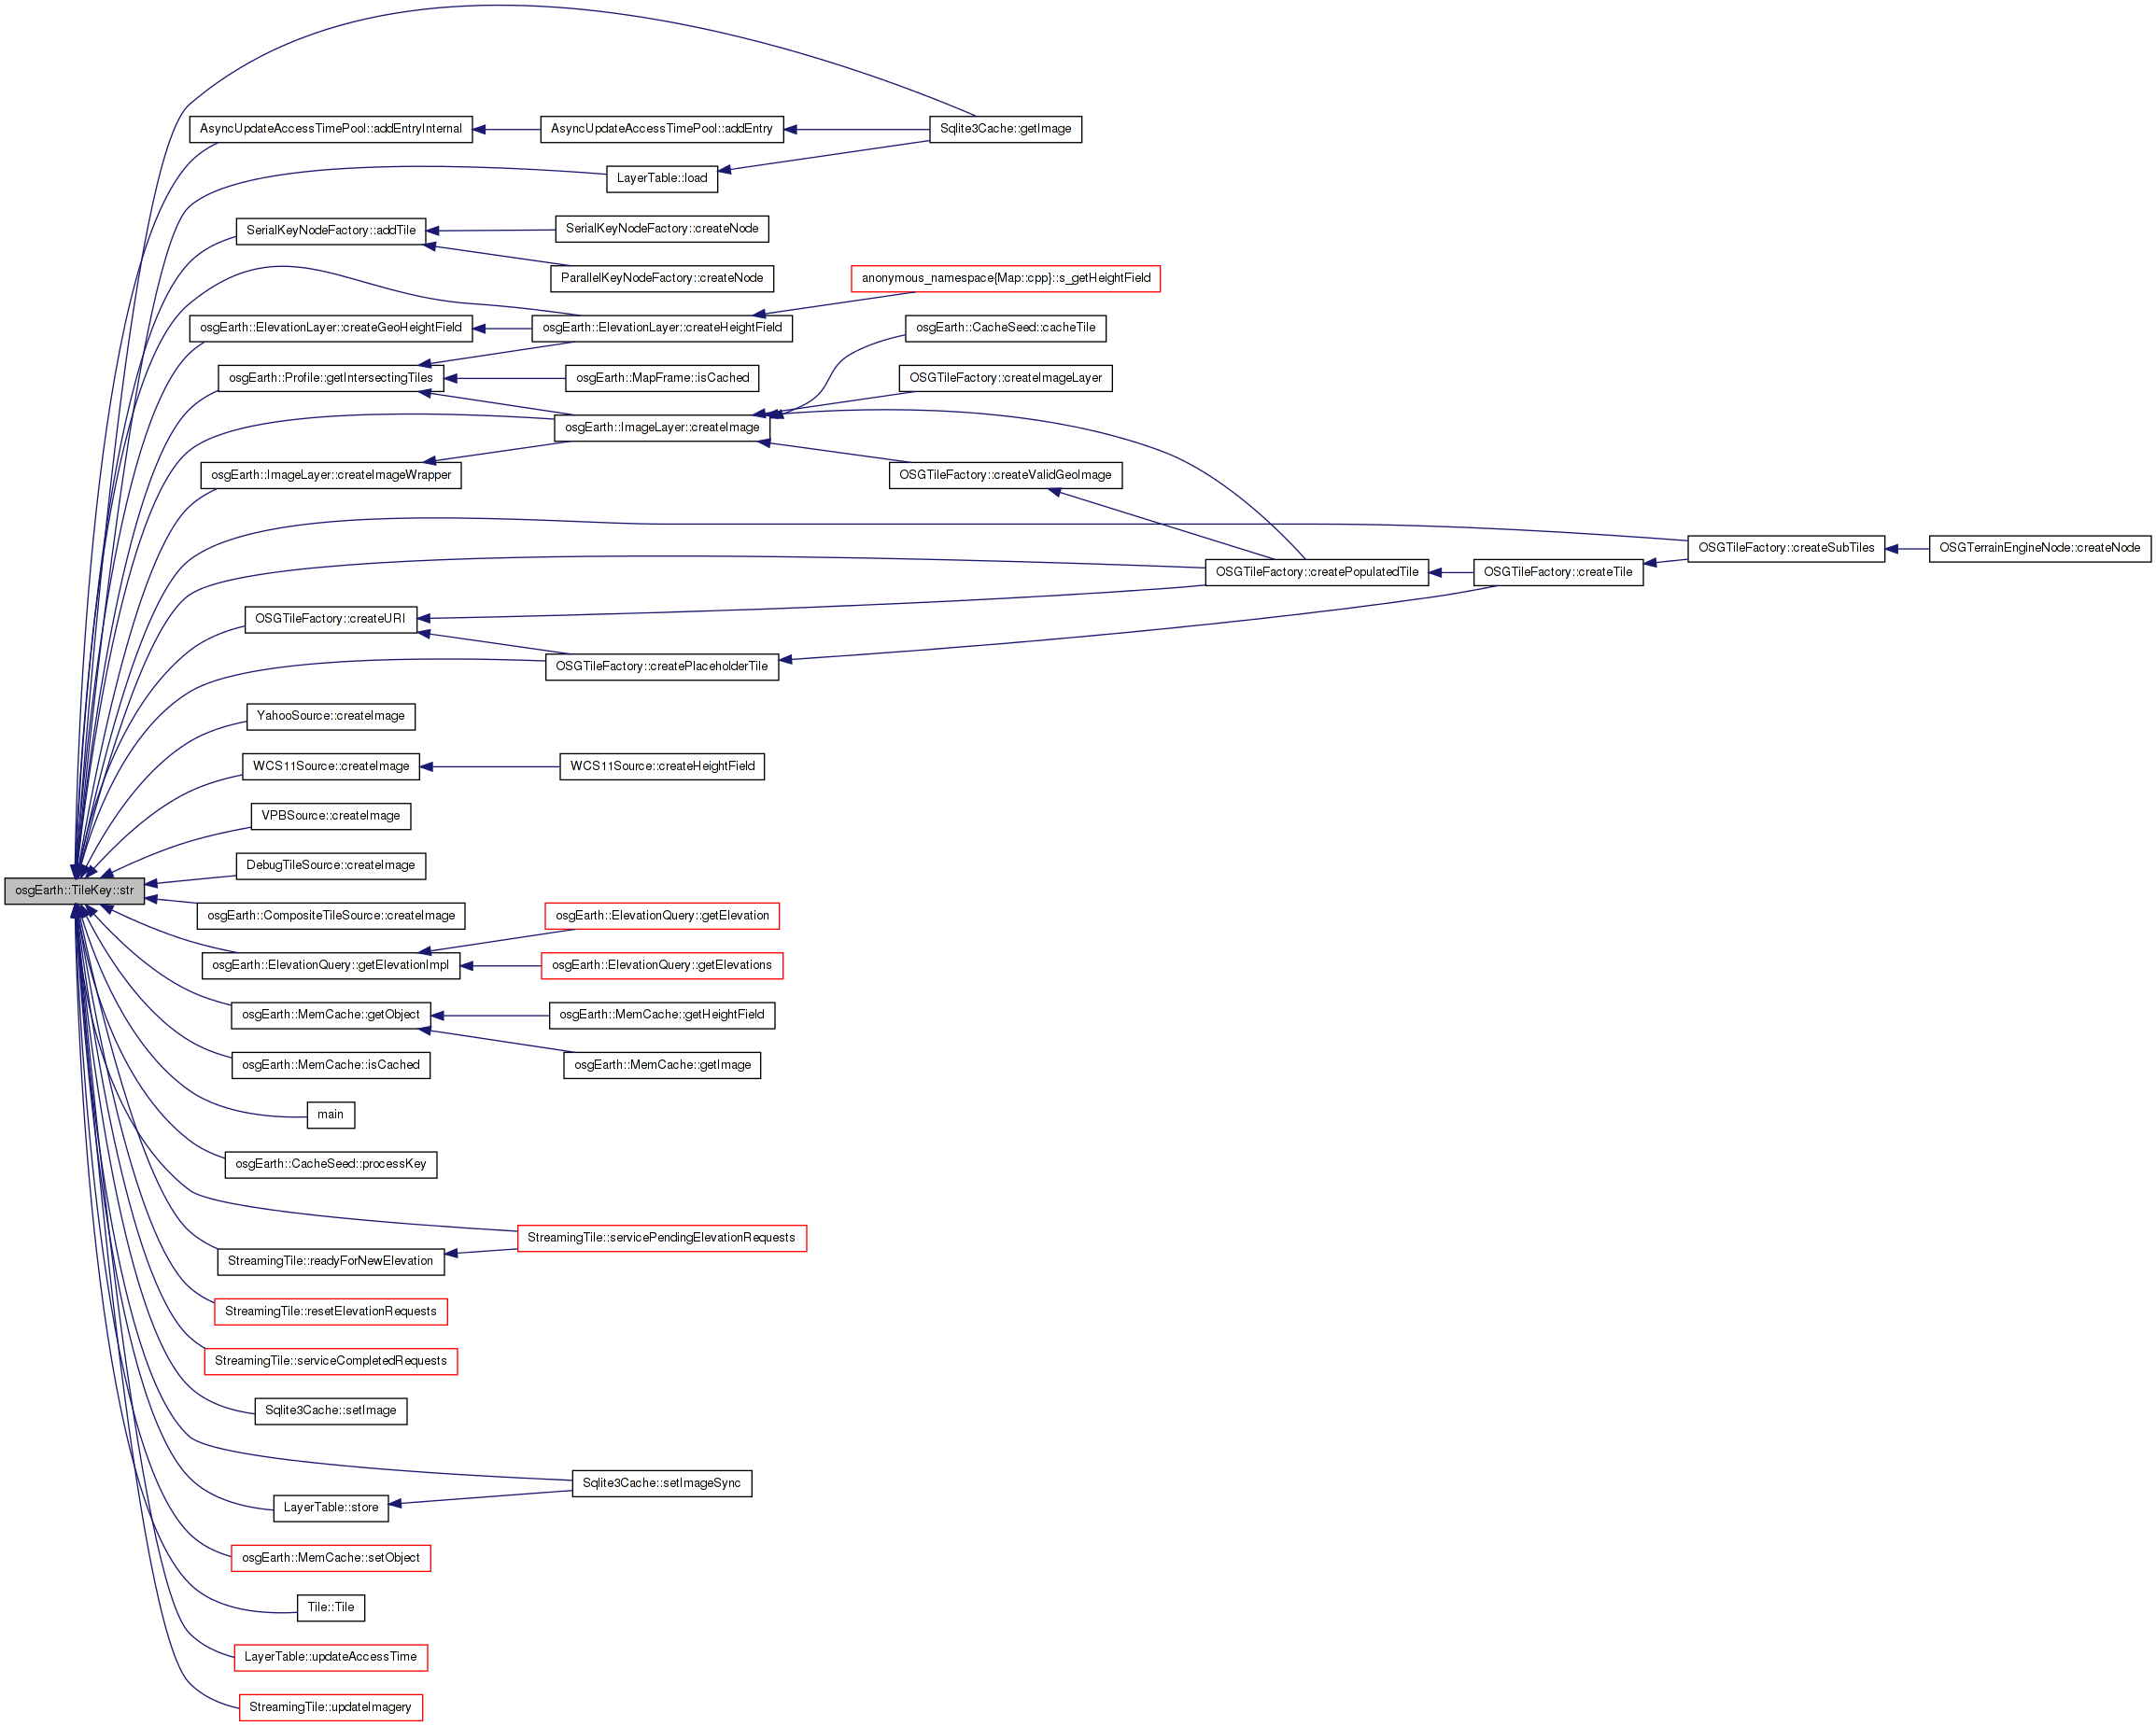 AsyncUpdateAccessTimePool::addEntryInternal
AsyncUpdateAccessTimePool::addEntry
Sqlite3Cache::getImage
LayerTable::load
SerialKeyNodeFactory::addTile
SerialKeyNodeFactory::createNode
ParallelKeyNodeFactory::createNode
anonymous_namespace{Map::cpp}::s_getHeightField
osgEarth::ElevationLayer::createGeoHeightField
osgEarth::ElevationLayer::createHeightField
osgEarth::CacheSeed::cacheTile
osgEarth::Profile::getIntersectingTiles
osgEarth::MapFrame::isCached
OSGTileFactory::createImageLayer
osgEarth::ImageLayer::createImage
osgEarth::ImageLayer::createImageWrapper
OSGTileFactory::createValidGeoImage
OSGTileFactory::createSubTiles
OSGTerrainEngineNode::createNode
OSGTileFactory::createPopulatedTile
OSGTileFactory::createTile
OSGTileFactory::createURI
OSGTileFactory::createPlaceholderTile
YahooSource::createImage
WCS11Source::createImage
WCS11Source::createHeightField
VPBSource::createImage
DebugTileSource::createImage
osgEarth::TileKey::str
osgEarth::CompositeTileSource::createImage
osgEarth::ElevationQuery::getElevation
osgEarth::ElevationQuery::getElevationImpl
osgEarth::ElevationQuery::getElevations
osgEarth::MemCache::getObject
osgEarth::MemCache::getHeightField
osgEarth::MemCache::isCached
osgEarth::MemCache::getImage
main
osgEarth::CacheSeed::processKey
StreamingTile::servicePendingElevationRequests
StreamingTile::readyForNewElevation
StreamingTile::resetElevationRequests
StreamingTile::serviceCompletedRequests
Sqlite3Cache::setImage
Sqlite3Cache::setImageSync
LayerTable::store
osgEarth::MemCache::setObject
Tile::Tile
LayerTable::updateAccessTime
StreamingTile::updateImagery